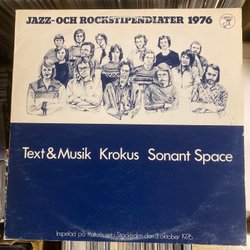 JAZZ-OCH ROCKSTIPENDIATER 1976
Text & Musik Krokus Sonant Space
Inspelad på Kulturhuset i Stockholm den 3 oktober 1976